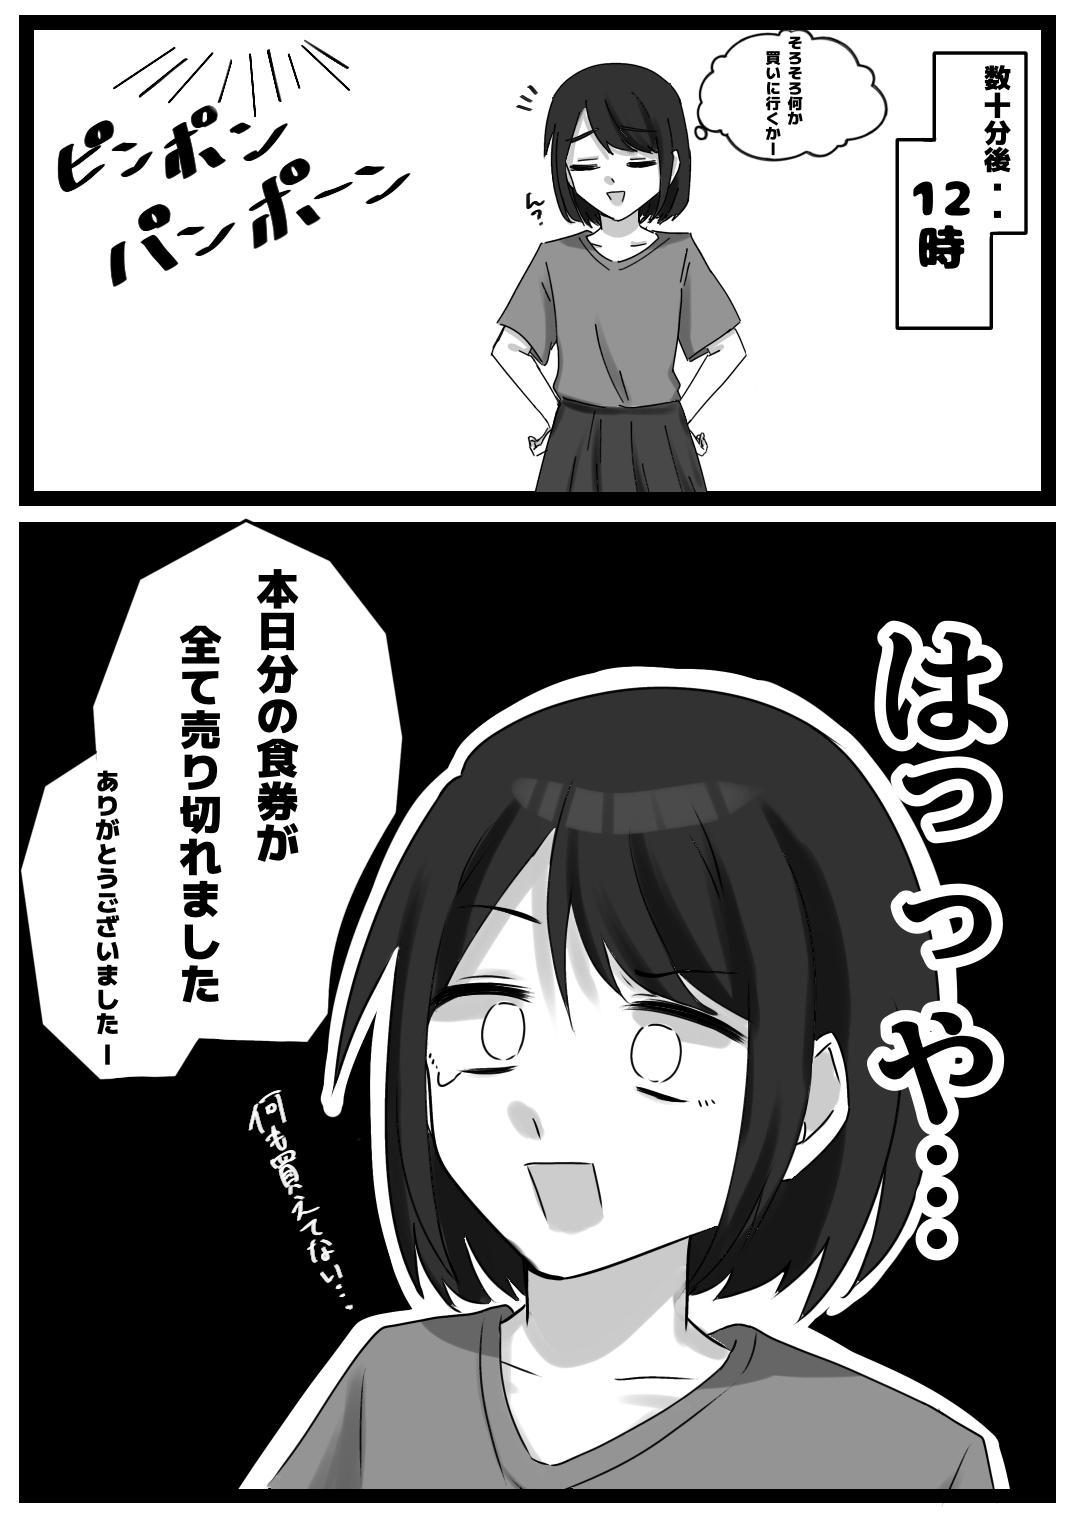 数十分後・・
12時
そろそろ何か
買いに行くかー
ん?
ピンポン
パンポーン
はっっや・・・
本日分の食券が
全て売り切れました
ありがとうございましたー
何も買えてない・・・